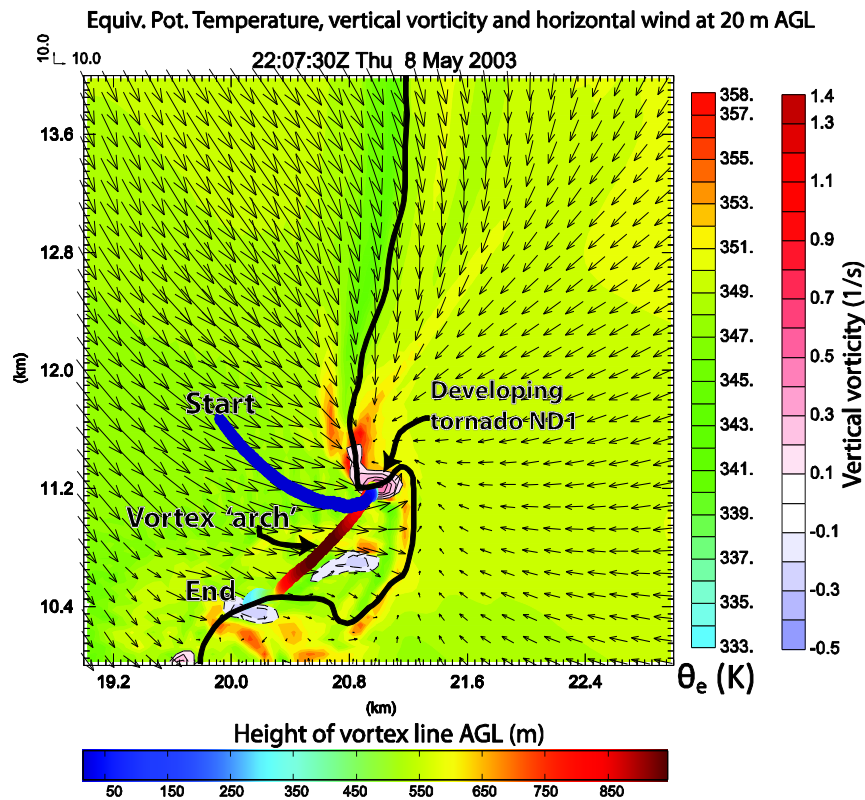 Equiv. Pot. Temperature, vertical vorticity and horizontal wind at 20 m AGL
10.0
10.0
22:07:30Z Thu 8 May 2003
13.6
12.8
12.0
11.2
10.4
(km)
19.2 20.0 20.8 21.6 22.4
(km)
Start
Developing
tornado ND1
Vortex 'arch'
End
358.
357.
355.
353.
351.
349.
347.
345.
343.
341.
339.
337.
335.
333.
θe (K)
1.4
1.3
1.1
0.9
0.7
0.5
0.3
0.1
-0.1
-0.3
-0.5
Vertical vorticity (1/s)
Height of vortex line AGL (m)
50 150 250 350 450 550 650 750 850